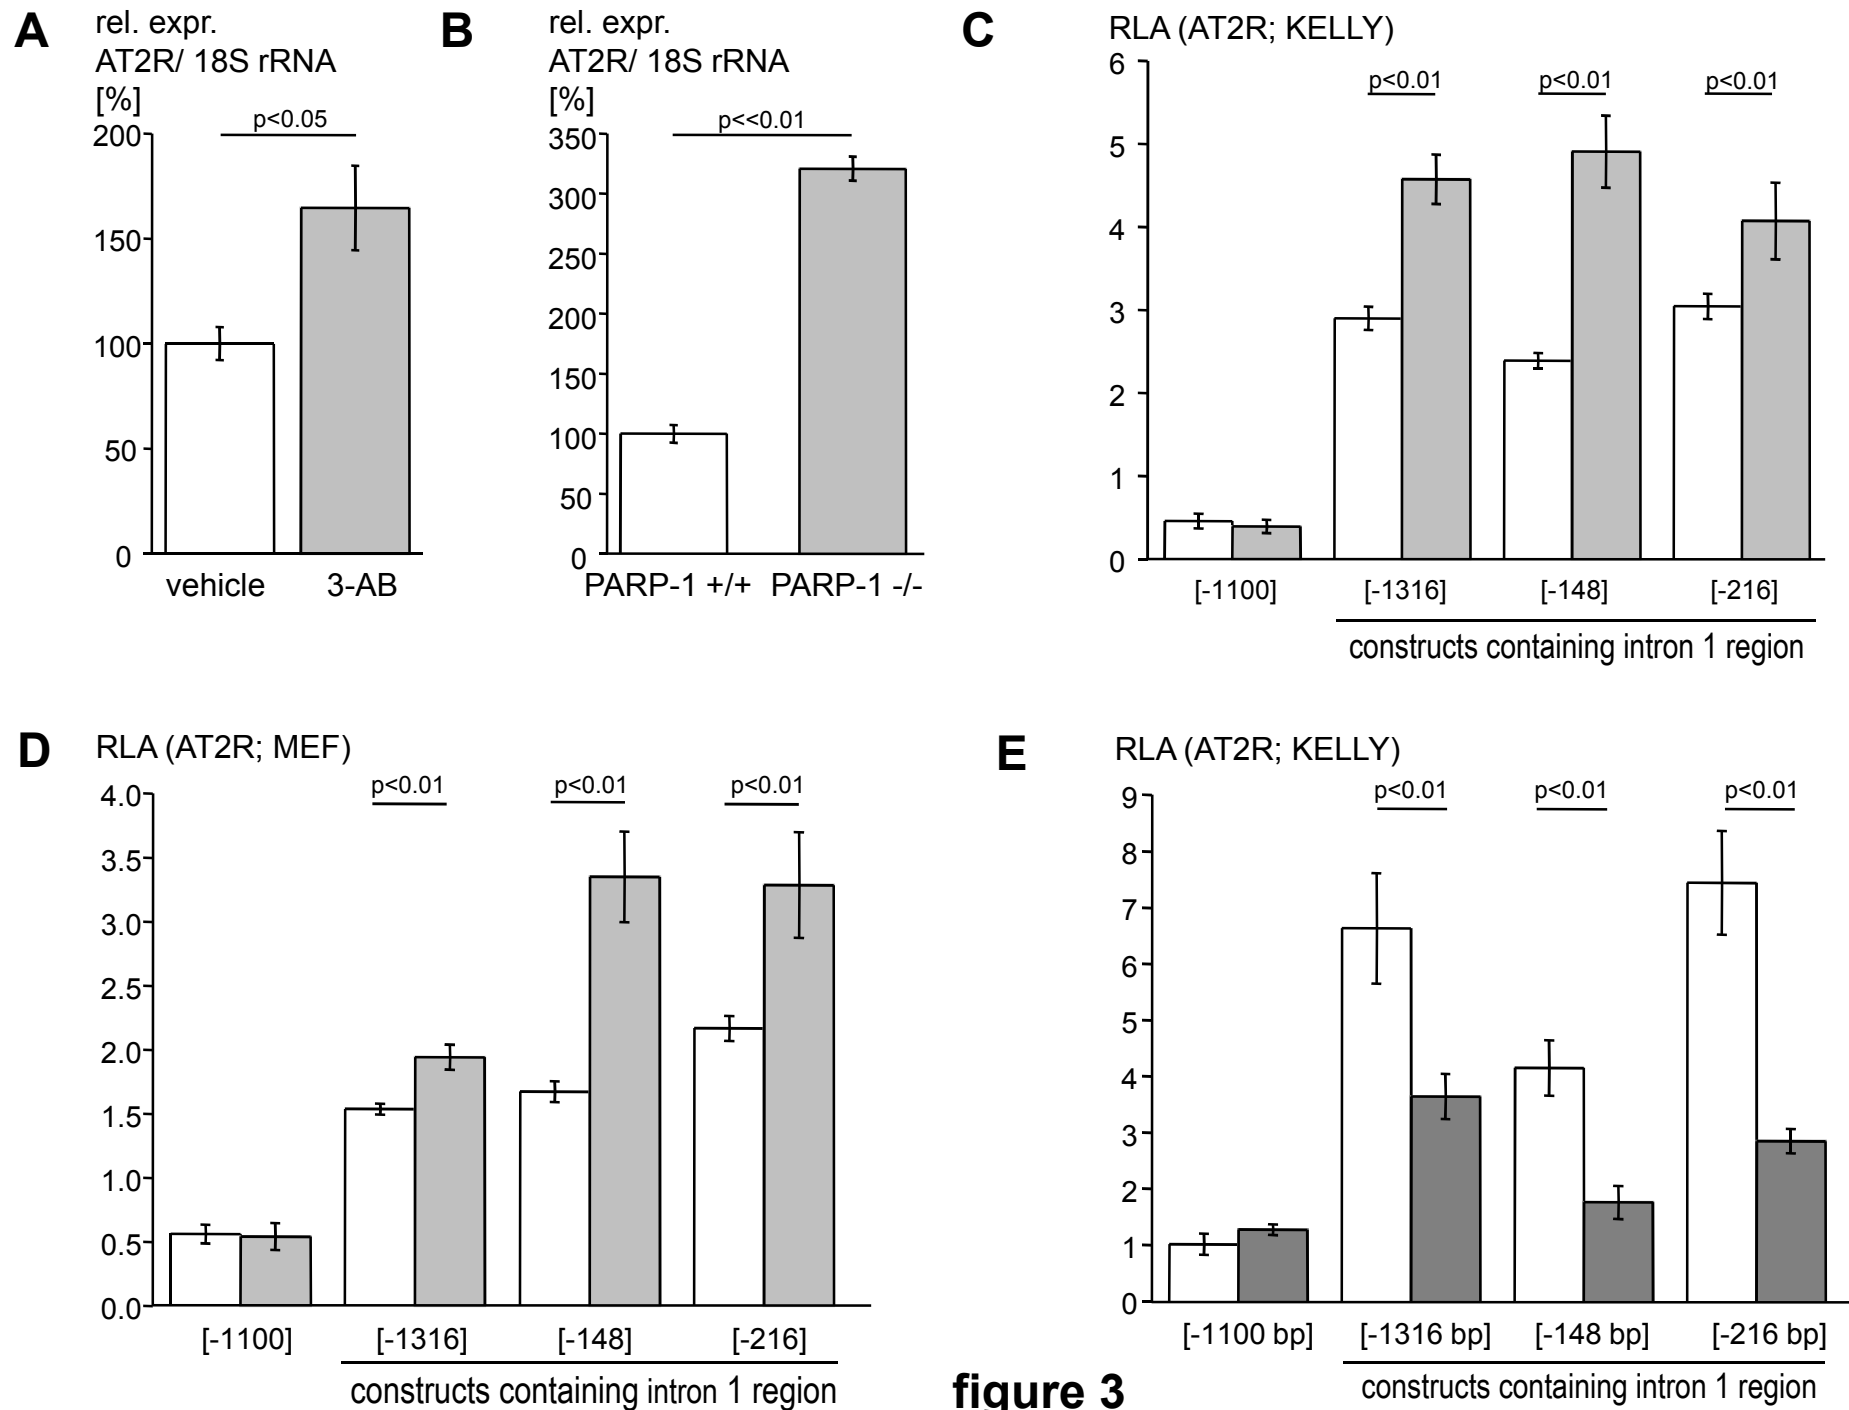 A
rel. expr.
AT2R/ 18S rRNA
[%]
p<0.05
200
150
100
50
0
vehicle 3-AB
B
rel. expr.
AT2R/ 18S rRNA
[%]
p<<0.01
350
300
250
200
150
100
50
0
PARP-1 +/+ PARP-1 -/-
C
RLA (AT2R; KELLY)
p<0.01 p<0.01 p<0.01
6
5
4
3
2
1
0
[-1100] [-1316] [-148] [-216]
constructs containing intron 1 region
D
RLA (AT2R; MEF)
p<0.01 p<0.01 p<0.01
4.0
3.5
3.0
2.5
2.0
1.5
1.0
0.5
0.0
[-1100] [-1316] [-148] [-216]
constructs containing intron 1 region
E
RLA (AT2R; KELLY)
p<0.01 p<0.01 p<0.01
9
8
7
6
5
4
3
2
1
0
[-1100 bp] [-1316 bp] [-148 bp] [-216 bp]
constructs containing intron 1 region
figure 3